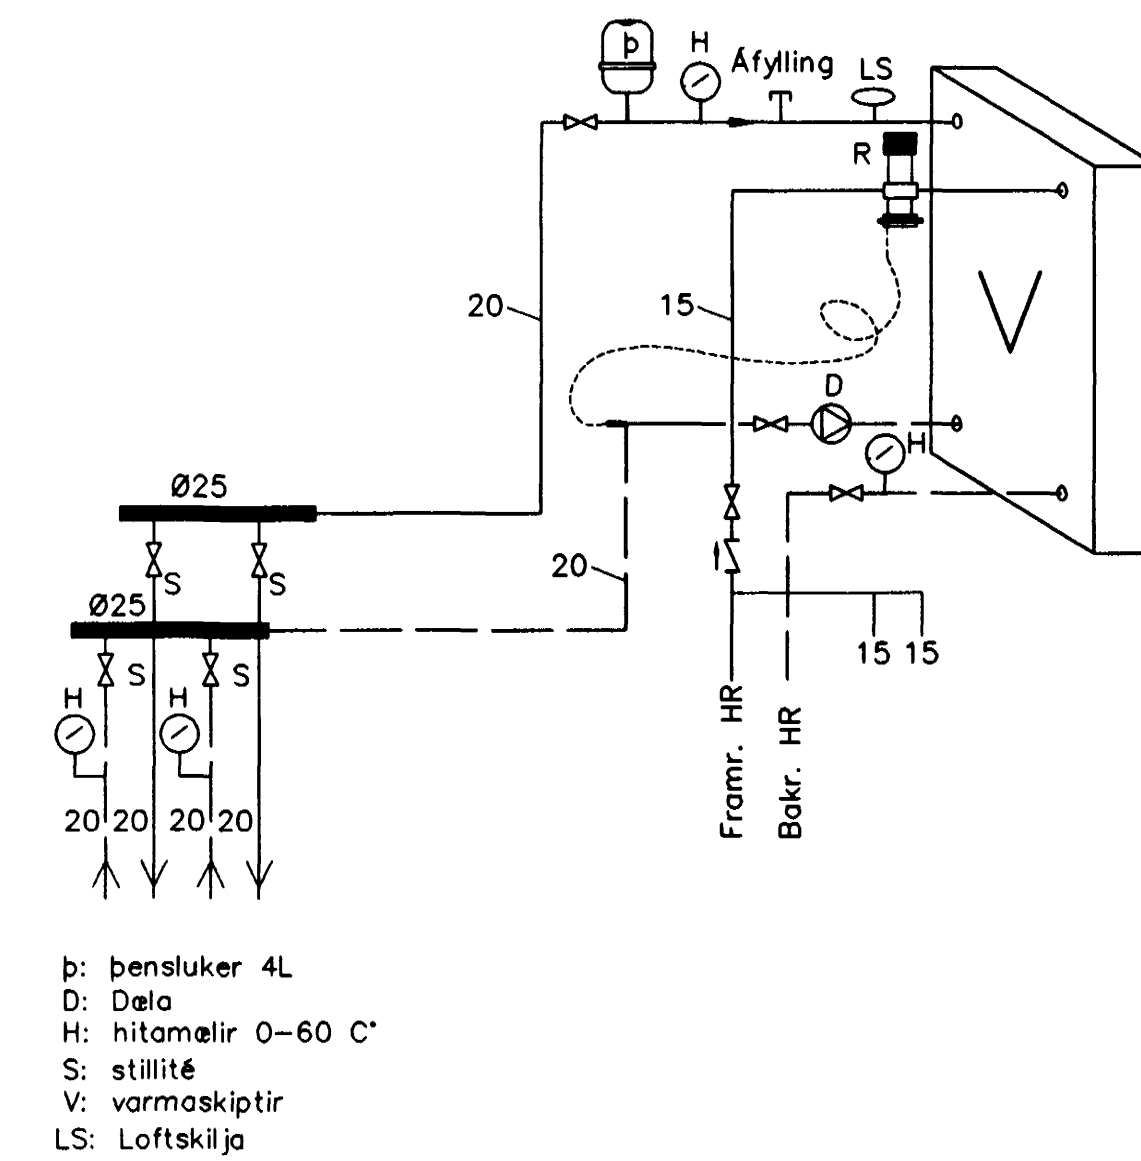 þ
H
Áfylling
LS
R
20
15
V
D
H
Ø25
20
S
S
Ø25
15 15
S
S
H
H
Framr. HR
Bakr. HR
20 20 20 20
þ: þensluker 4L
D: Dæla
H: hitamælir 0-60 C°
S: stillité
V: varmaskiptir
LS: Loftskilja